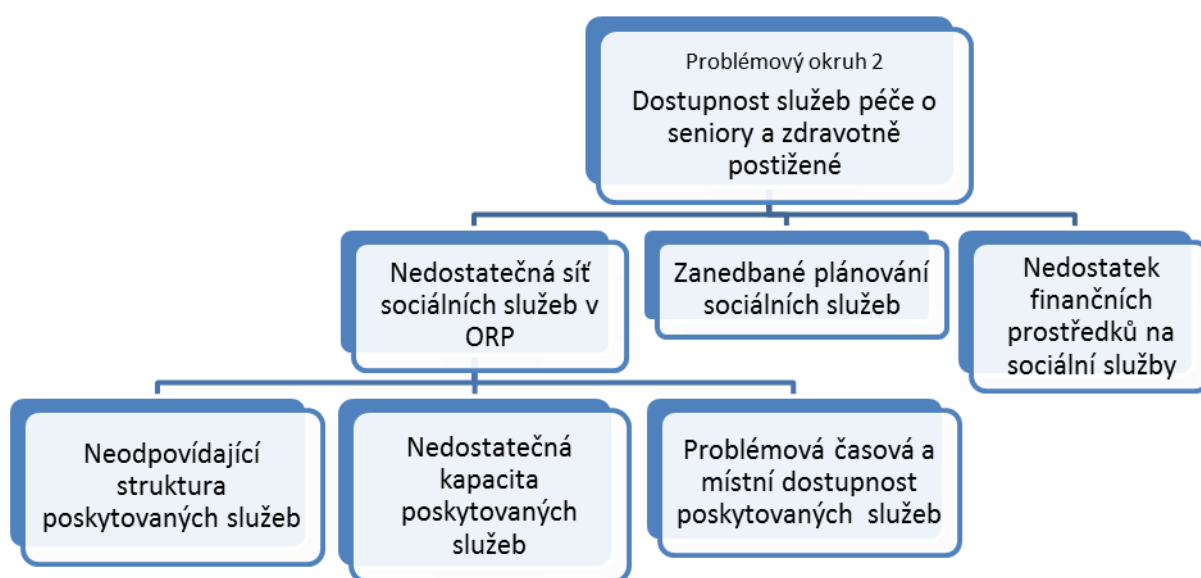 Problémový okruh 2
Dostupnost služeb péče o
seniory a zdravotně
postižené
Nedostatečná síť
sociálních služeb v
ORP
Zanedbané plánování
sociálních služeb
Nedostatek
finančních
prostředků na
sociální služby
Neodpovídající
struktura
poskytovaných služeb
Nedostatečná
kapacita
poskytovaných
služeb
Problémová časová a
místní dostupnost
poskytovaných  služeb